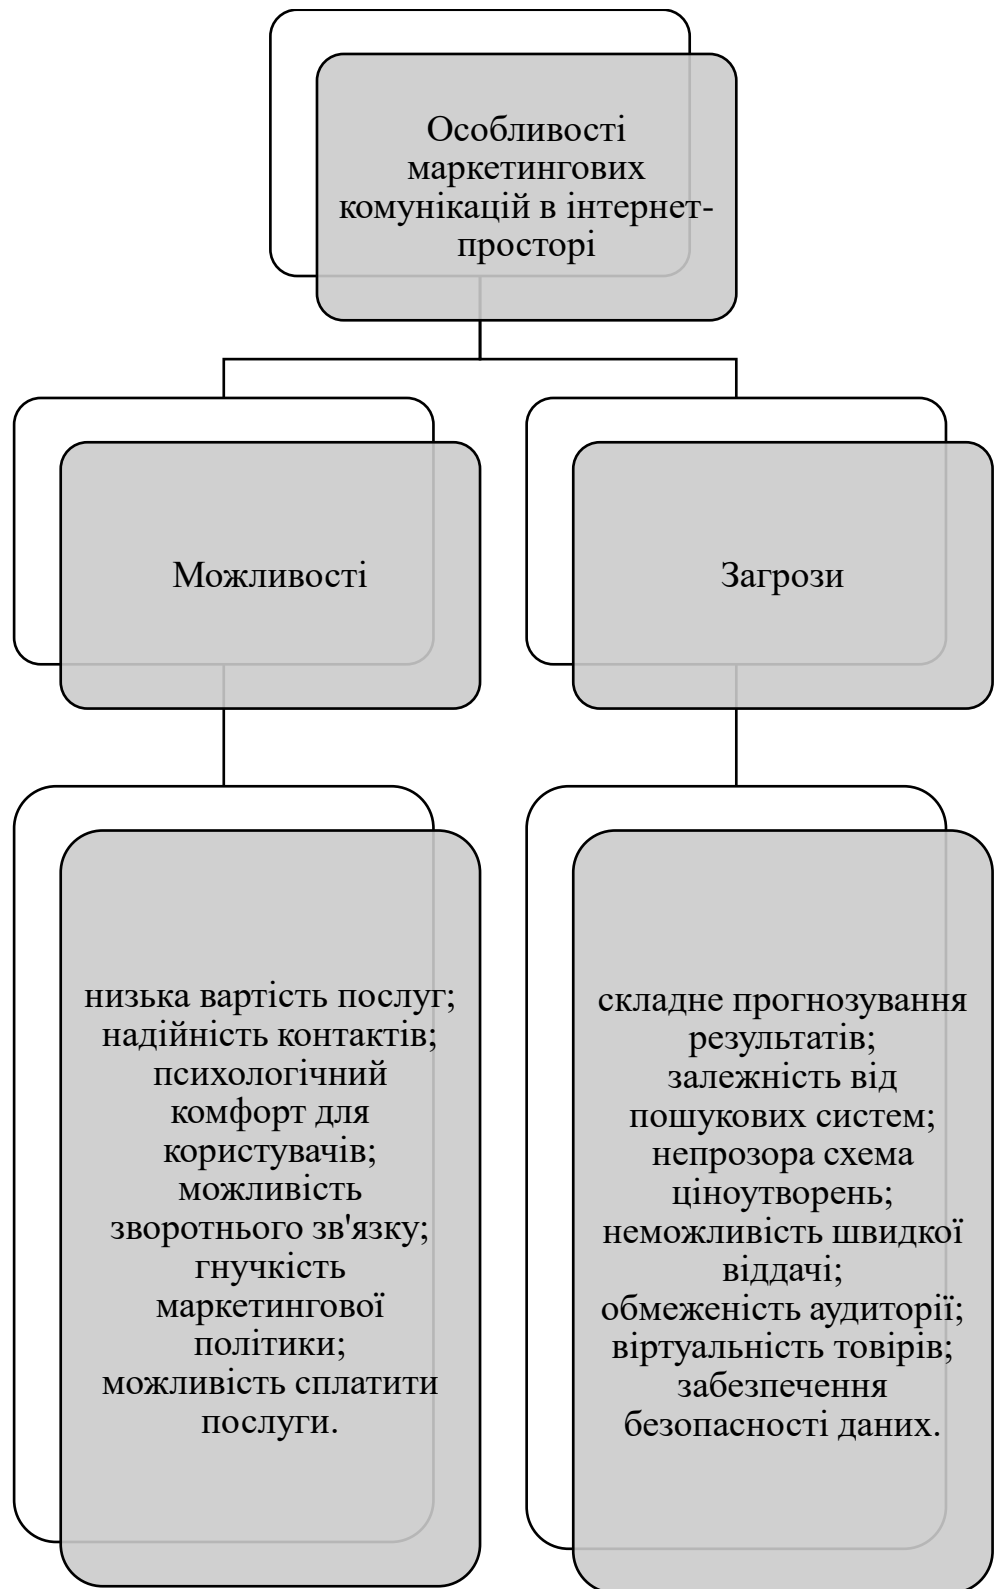 Особливості
маркетингових
комунікацій в інтернет-
просторі
Можливості
Загрози
низька вартість послуг;
надійність контактів;
психологічний
комфорт для
користувачів;
можливість
зворотнього зв'язку;
гнучкість
маркетингової
політики;
можливість сплатити
послуги.
складне прогнозування
результатів;
залежність від
пошукових систем;
непрозора схема
ціноутворень;
неможливість швидкої
віддачі;
обмеженість аудиторії;
віртуальність товірів;
забезпечення
безопасності даних.